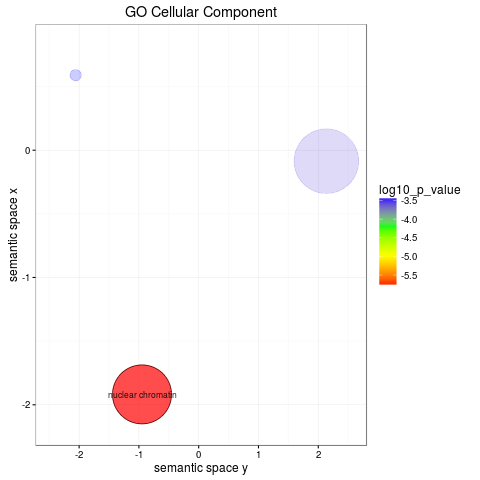 GO Cellular Component
semantic space x
0
-1
-2
nuclear chromatin
-2
-1
0
1
2
semantic space y
log10_p_value
-3.5
-4.0
-4.5
-5.0
-5.5